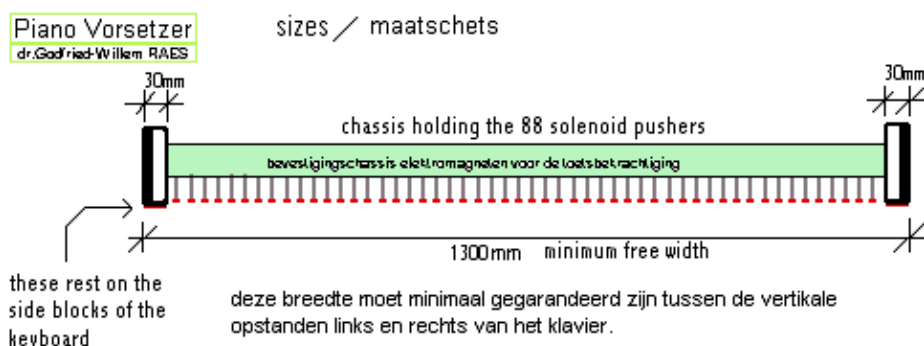 Piano Vorsetzer
dr.Godfried-Willem RAES
sizes / maatschets
30mm
30mm
chassis holding the 88 solenoid pushers
bevestigingschassis elektromagneten voor de toetsbekrachtiging
1300mm minimum free width
these rest on the
side blocks of the
keyboard
deze breedte moet minimaal gegarandeerd zijn tussen de vertikale
opstanden links en rechts van het klavier.